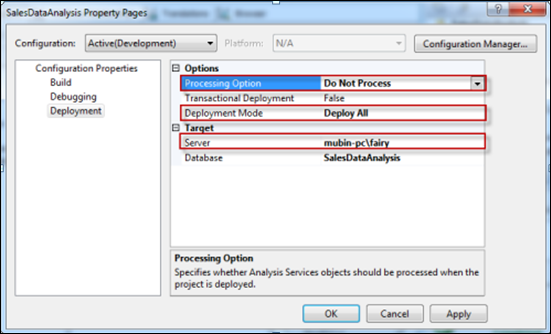 SalesDataAnalysis Property Pages
Configuration: Active(Development) Platform: N/A Configuration Manager...
Configuration Properties
Build
Debugging
Deployment
Options
Processing Option Do Not Process
Transactional Deployment False
Deployment Mode Deploy All
Target
Server mubin-pc\fairy
Database SalesDataAnalysis
Processing Option
Specifies whether Analysis Services objects should be processed when the
project is deployed.
OK Cancel Apply